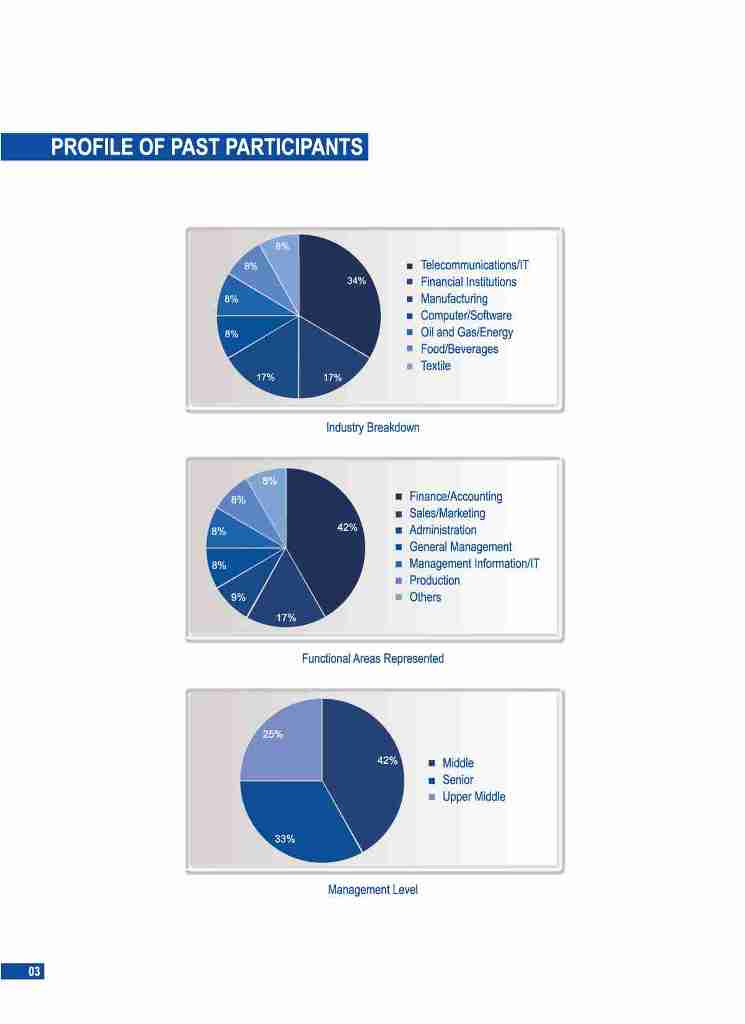 PROFILE OF PAST PARTICIPANTS
8%
8%
34%
8%
8%
17%
17%
Telecommunications/IT
Financial Institutions
Manufacturing
Computer/Software
Oil and Gas/Energy
Food/Beverages
Textile
Industry Breakdown
8%
8%
42%
8%
8%
9%
17%
Finance/Accounting
Sales/Marketing
Administration
General Management
Management Information/IT
Production
Others
Functional Areas Represented
25%
42%
33%
Middle
Senior
Upper Middle
Management Level
03